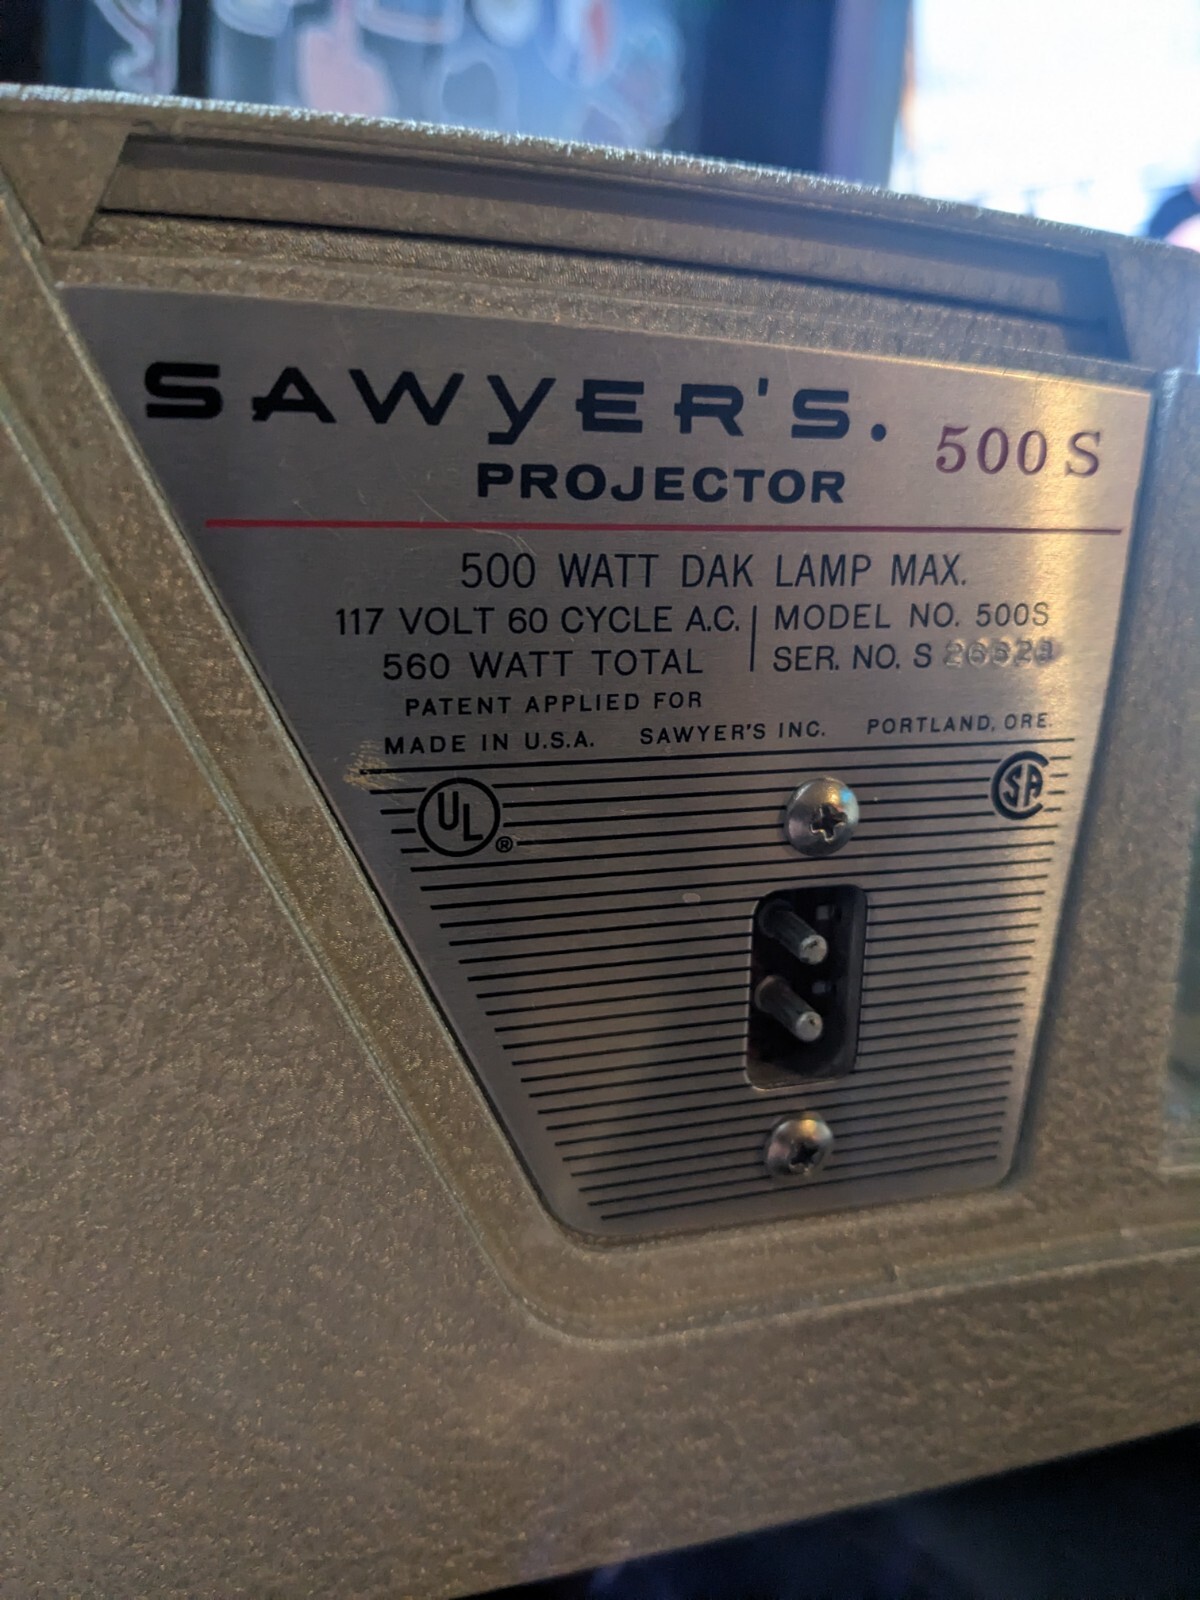 SAWYER'S.
PROJECTOR
500 S
500 WATT DAK LAMP MAX.
117 VOLT 60 CYCLE A.C.
560 WATT TOTAL
MODEL NO. 500S
SER. NO. S
PATENT APPLIED FOR
MADE IN U.S.A. SAWYER'S INC. PORTLAND, ORE.
UL ®
SA